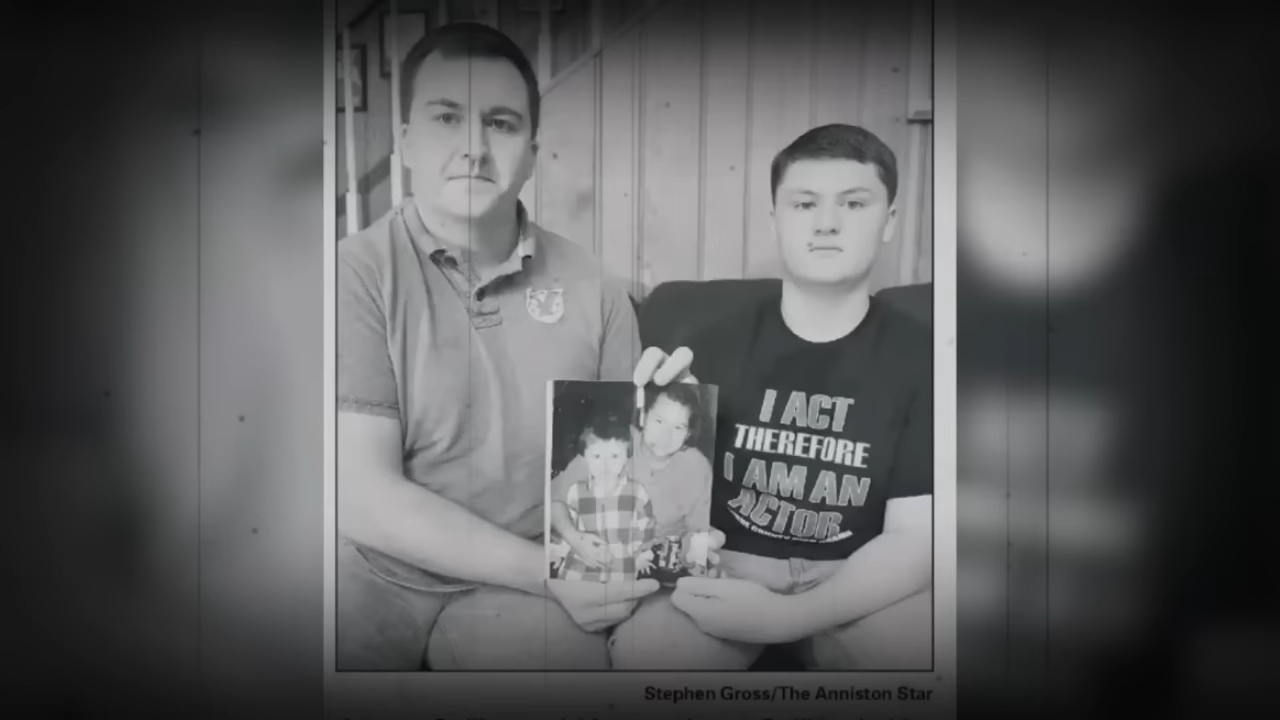 I ACT
THEREFORE
I AM AN
ACTOR
Stephen Gross/The Anniston Star